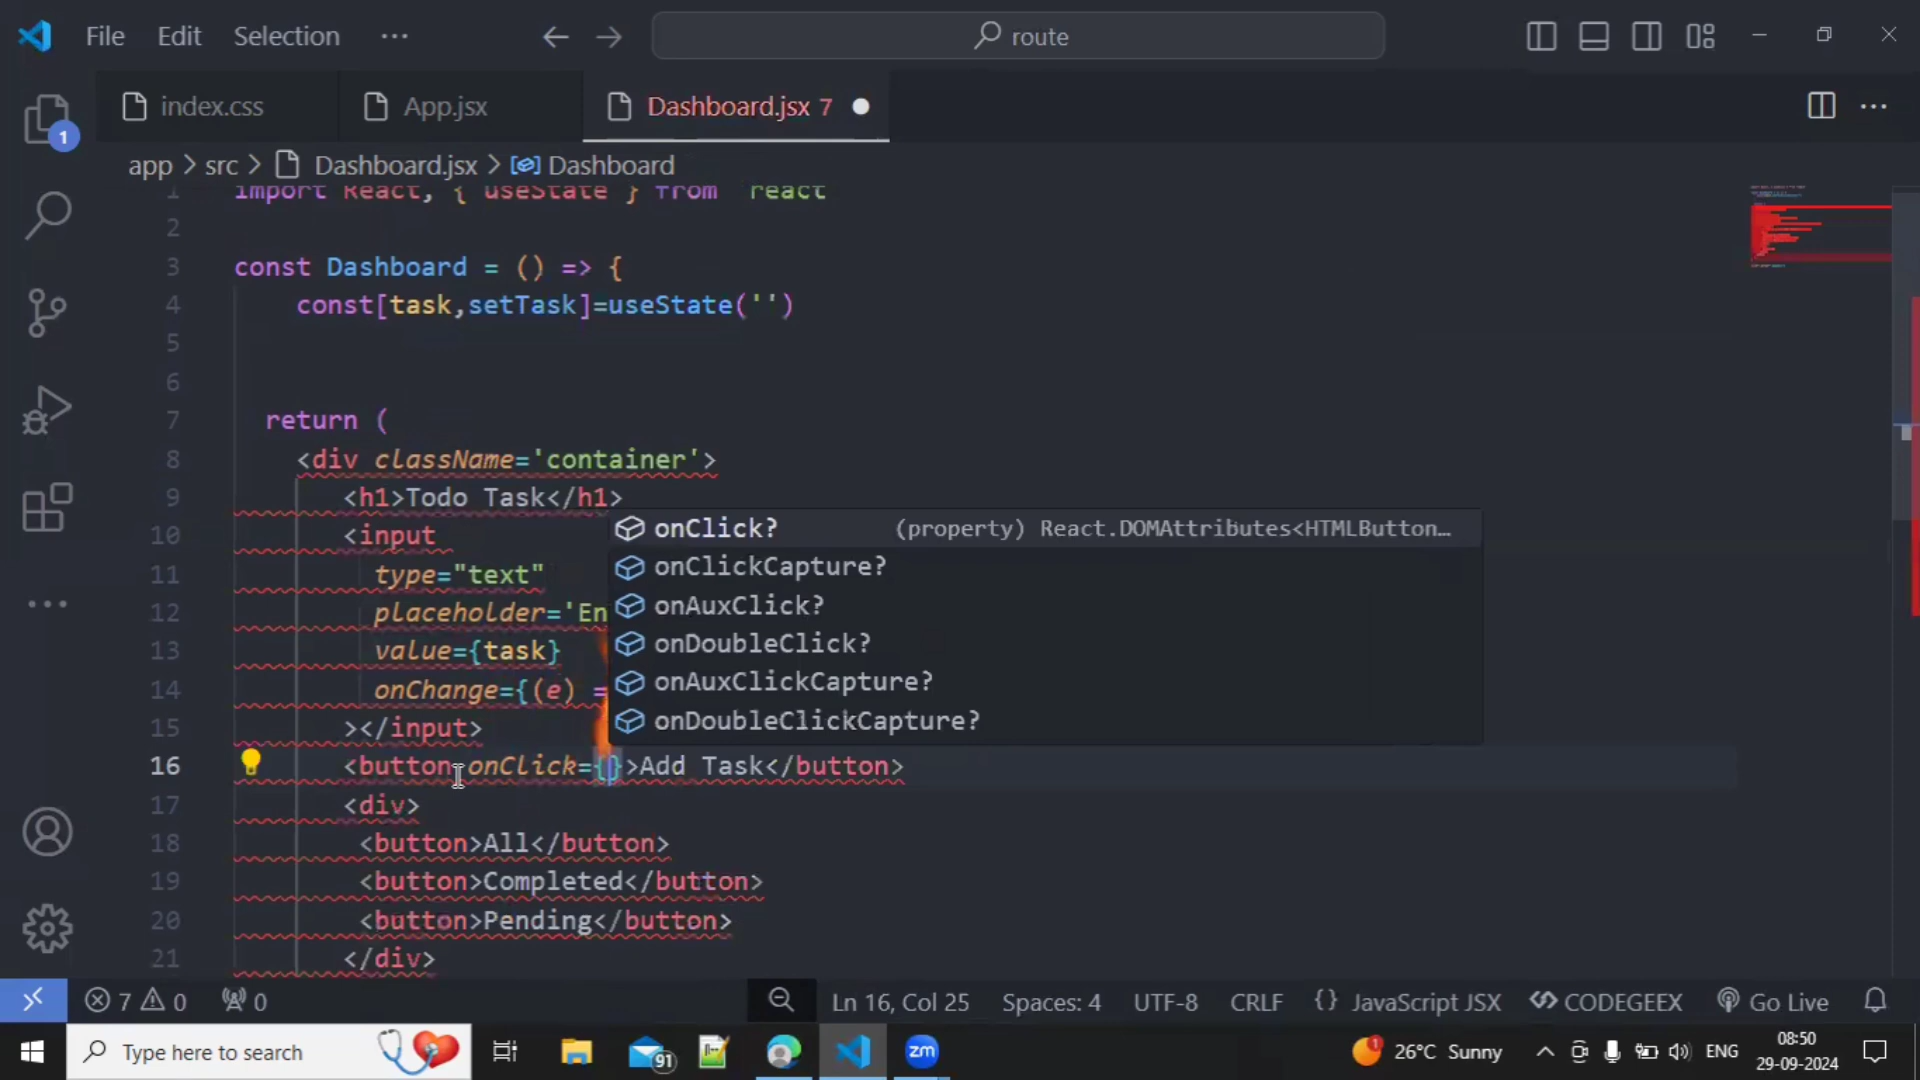 File Edit Selection ··· route
index.css App.jsx Dashboard.jsx 7
1
app > src > Dashboard.jsx > Dashboard
1 import React, { useState } from 'react'
2
3 const Dashboard = () => {
4 const[task,setTask]=useState('')
5
6
7 return (
8 <div className='container'>
9 <h1>Todo Task</h1>
10 <input
onClick? (property) React.DOMAttributes<HTMLButton…
11 type="text"
onClickCapture?
12 placeholder='En
onAuxClick?
13 value={task}
onDoubleClick?
14 onChange={(e) =
onAuxClickCapture?
15 ></input>
onDoubleClickCapture?
16 <button onClick={}>Add Task</button>
17 <div>
18 <button>All</button>
19 <button>Completed</button>
20 <button>Pending</button>
21 </div>
7 0 0 Ln 16, Col 25 Spaces: 4 UTF-8 CRLF {} JavaScript JSX CODEGEEX Go Live
Type here to search 91 zm 26°C Sunny ENG 08:50
29-09-2024